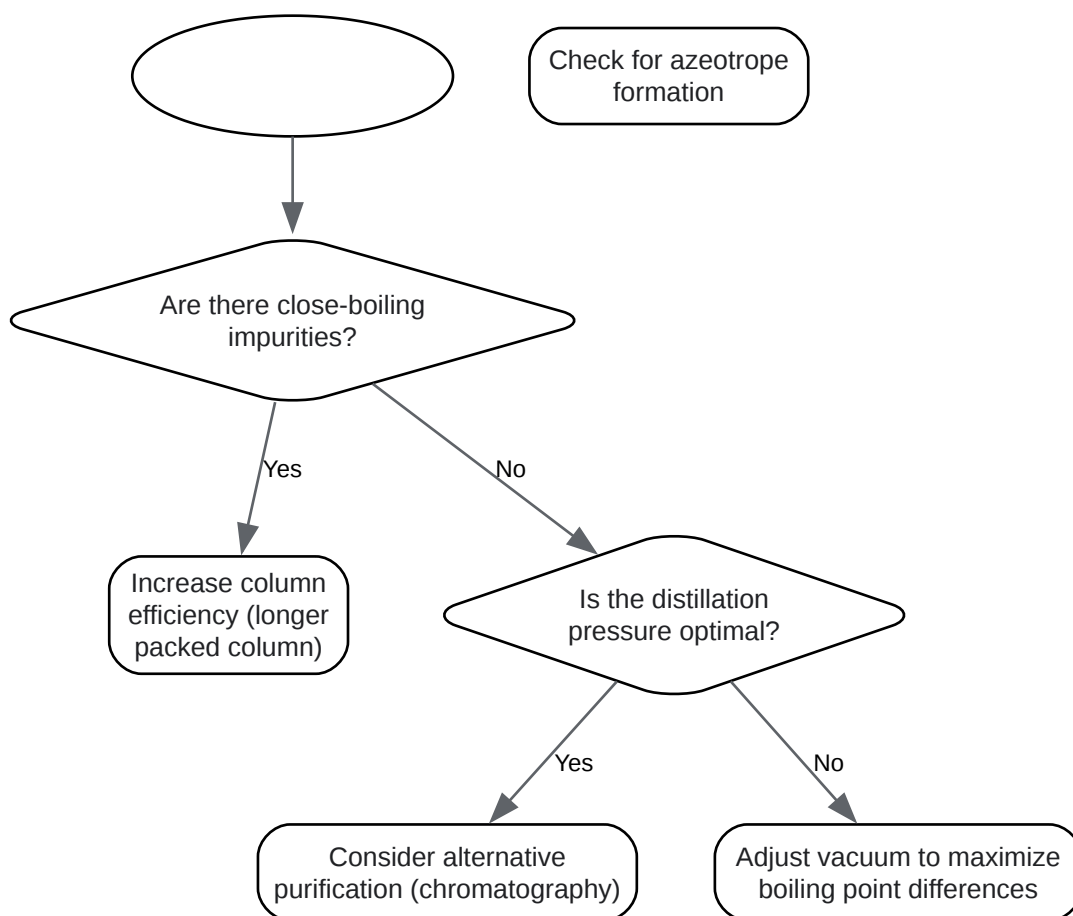 Check for azeotrope
formation
Are there close-boiling
impurities?
Yes
No
Increase column
efficiency (longer
packed column)
Is the distillation
pressure optimal?
Yes
No
Consider alternative
purification (chromatography)
Adjust vacuum to maximize
boiling point differences